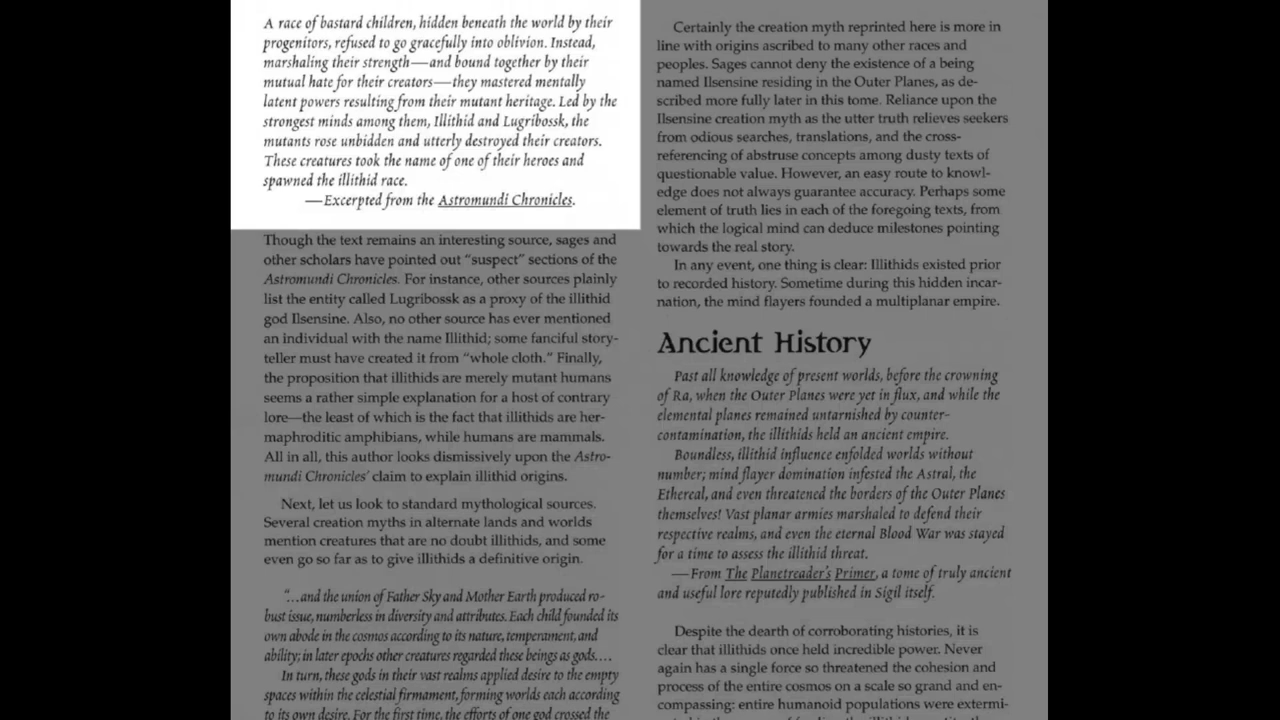 A race of bastard children, hidden beneath the world by their
progenitors, refused to go gracefully into oblivion. Instead,
marshaling their strength—and bound together by their
mutual hate for their creators—they mastered mentally
latent powers resulting from their mutant heritage. Led by the
strongest minds among them, Illithid and Lugribossk, the
mutants rose unbidden and utterly destroyed their creators.
These creatures took the name of one of their heroes and
spawned the illithid race.
—Excerpted from the Astromundi Chronicles.
Though the text remains an interesting source, sages and
other scholars have pointed out “suspect” sections of the
Astromundi Chronicles. For instance, other sources plainly
list the entity called Lugribossk as a proxy of the illithid
god Ilsensine. Also, no other source has ever mentioned
an individual with the name Illithid; some fanciful story-
teller must have created it from “whole cloth.” Finally,
the proposition that illithids are merely mutant humans
seems a rather simple explanation for a host of contrary
lore—the least of which is the fact that illithids are her-
maphroditic amphibians, while humans are mammals.
All in all, this author looks dismissively upon the Astro-
mundi Chronicles’ claim to explain illithid origins.
Next, let us look to standard mythological sources.
Several creation myths in alternate lands and worlds
mention creatures that are no doubt illithids, and some
even go so far as to give illithids a definitive origin.
“…and the union of Father Sky and Mother Earth produced ro-
bust issue, numberless in diversity and attributes. Each child founded its
own abode in the cosmos according to its nature, temperament, and
ability; in later epochs other creatures regarded these beings as gods.…
In turn, these gods in their vast realms applied desire to the empty
spaces within the celestial firmament, forming worlds each according
to its own desire. For the first time, the efforts of one god crossed the
Certainly the creation myth reprinted here is more in
line with origins ascribed to many other races and
peoples. Sages cannot deny the existence of a being
named Ilsensine residing in the Outer Planes, as de-
scribed more fully later in this tome. Reliance upon the
Ilsensine creation myth as the utter truth relieves seekers
from odious searches, translations, and the cross-
referencing of abstruse concepts among dusty texts of
questionable value. However, an easy route to knowl-
edge does not always guarantee accuracy. Perhaps some
element of truth lies in each of the foregoing texts, from
which the logical mind can deduce milestones pointing
towards the real story.
In any event, one thing is clear: Illithids existed prior
to recorded history. Sometime during this hidden incar-
nation, the mind flayers founded a multiplanar empire.
Ancient History
Past all knowledge of present worlds, before the crowning
of Ra, when the Outer Planes were yet in flux, and while the
elemental planes remained untarnished by counter-
contamination, the illithids held an ancient empire.
Boundless, illithid influence enfolded worlds without
number; mind flayer domination infested the Astral, the
Ethereal, and even threatened the borders of the Outer Planes
themselves! Vast planar armies marshaled to defend their
respective realms, and even the eternal Blood War was stayed
for a time to assess the illithid threat.
—From The Planetreader’s Primer, a tome of truly ancient
and useful lore reputedly published in Sigil itself.
Despite the dearth of corroborating histories, it is
clear that illithids once held incredible power. Never
again has a single force so threatened the cohesion and
process of the entire cosmos on a scale so grand and en-
compassing: entire humanoid populations were extermi-